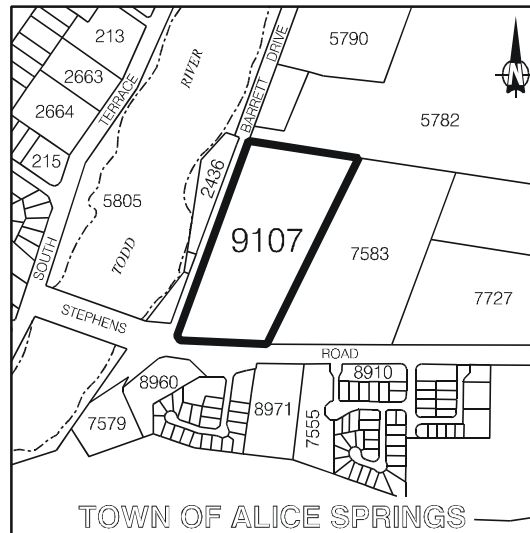 213
5790
2663
TERRACE
RIVER
BARRETT DRIVE
2664
5782
215
2436
5805
9107
7583
SOUTH
TODD
7727
STEPHENS
ROAD
8960
8910
7579
8971
7555
TOWN OF ALICE SPRINGS
N